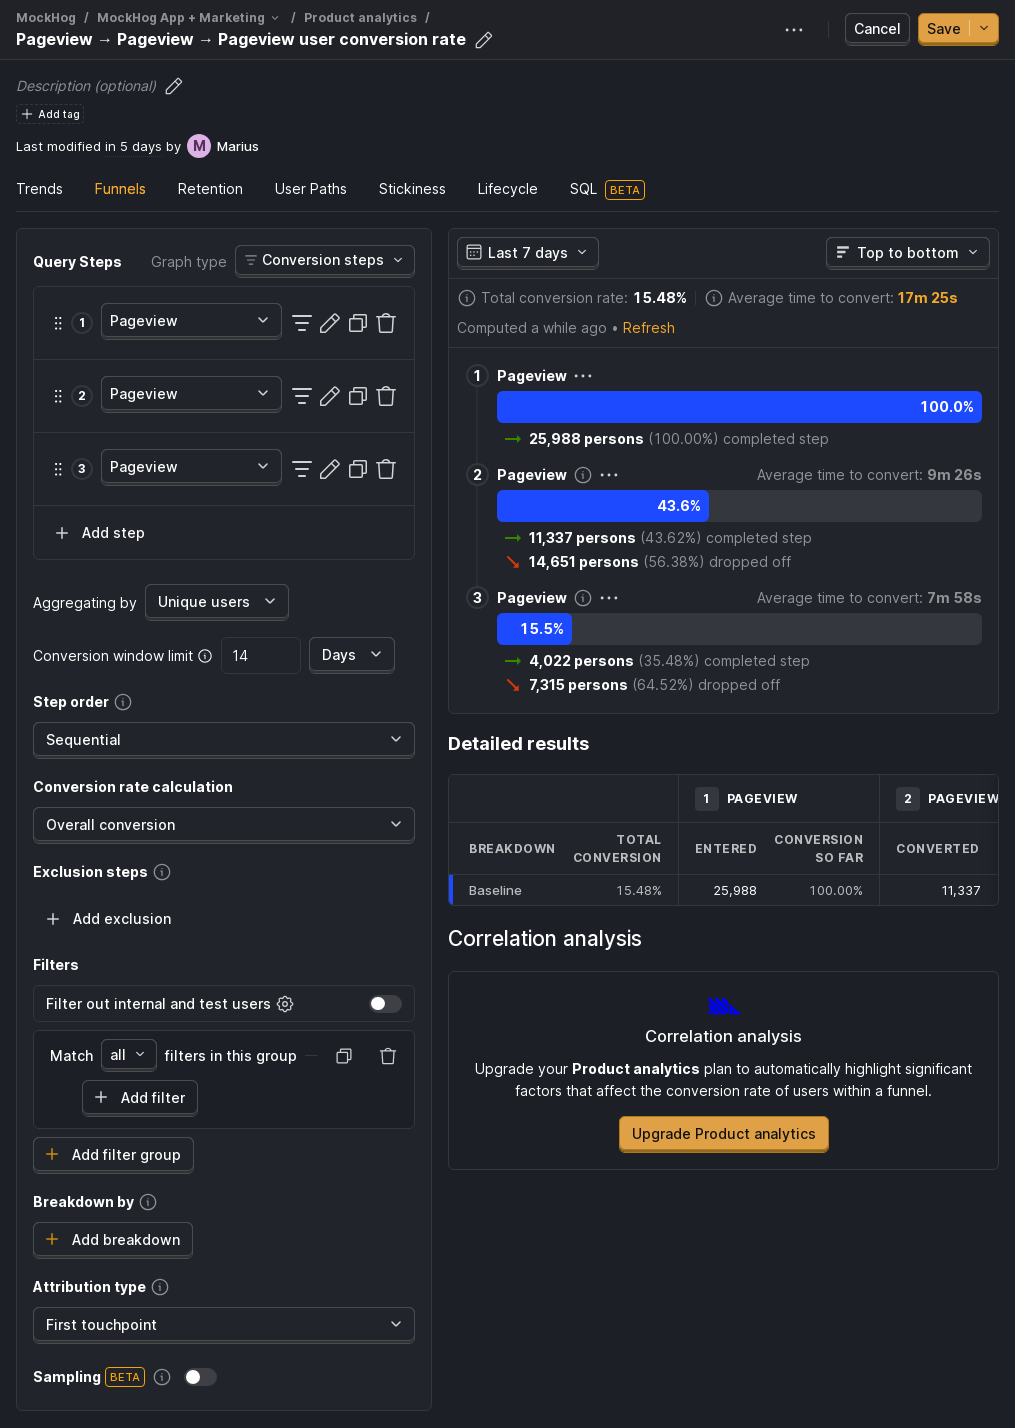 MockHog / MockHog App + Marketing / Product analytics /
Pageview → Pageview → Pageview user conversion rate
Cancel
Save
Description (optional)
Add tag
Last modified in 5 days by M Marius
Trends Funnels Retention User Paths Stickiness Lifecycle SQL BETA
Query Steps Graph type Conversion steps
1 Pageview
2 Pageview
3 Pageview
Add step
Aggregating by Unique users
Conversion window limit 14 Days
Step order
Sequential
Conversion rate calculation
Overall conversion
Exclusion steps
Add exclusion
Filters
Filter out internal and test users
Match all filters in this group
Add filter
Add filter group
Breakdown by
Add breakdown
Attribution type
First touchpoint
Sampling BETA
Last 7 days Top to bottom
Total conversion rate: 15.48% Average time to convert: 17m 25s
Computed a while ago • Refresh
1 Pageview
100.0%
25,988 persons (100.00%) completed step
2 Pageview Average time to convert: 9m 26s
43.6%
11,337 persons (43.62%) completed step
14,651 persons (56.38%) dropped off
3 Pageview Average time to convert: 7m 58s
15.5%
4,022 persons (35.48%) completed step
7,315 persons (64.52%) dropped off
Detailed results
1 PAGEVIEW 2 PAGEVIEW
BREAKDOWN TOTAL CONVERSION ENTERED CONVERSION SO FAR CONVERTED
Baseline 15.48% 25,988 100.00% 11,337
Correlation analysis
Correlation analysis
Upgrade your Product analytics plan to automatically highlight significant
factors that affect the conversion rate of users within a funnel.
Upgrade Product analytics